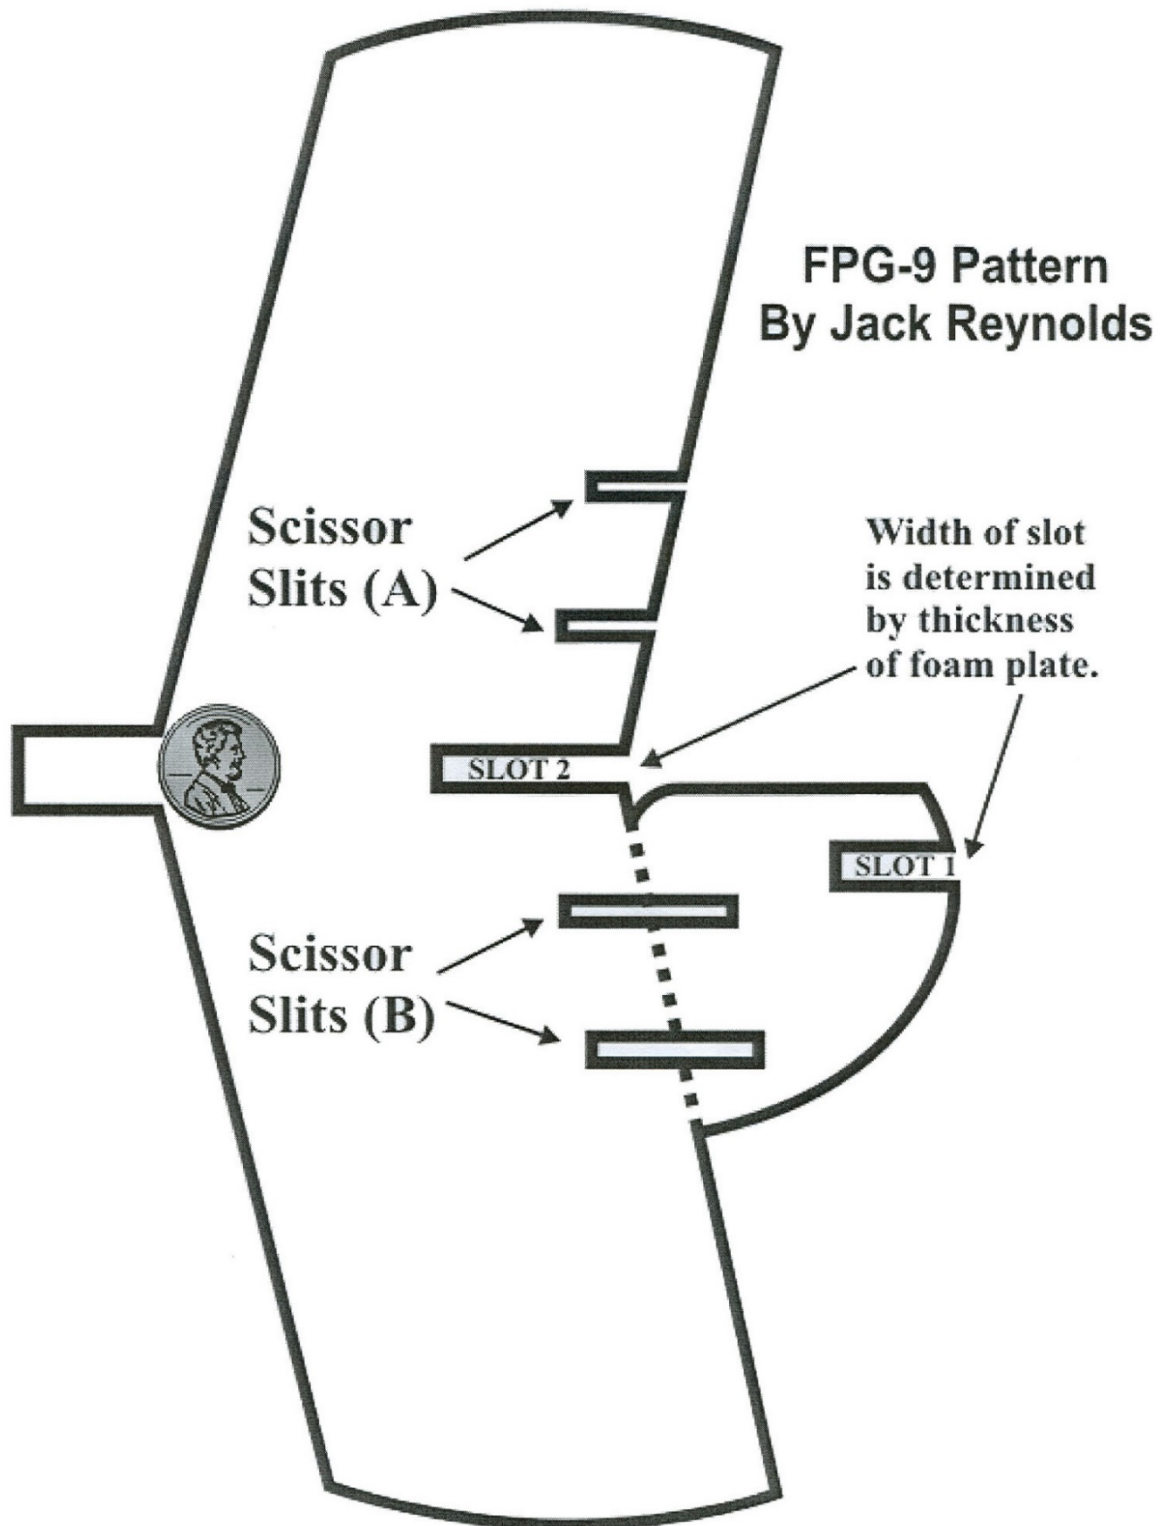 FPG-9 Pattern
By Jack Reynolds
Scissor
Slits (A)
Width of slot
is determined
by thickness
of foam plate.
SLOT 2
SLOT 1
Scissor
Slits (B)